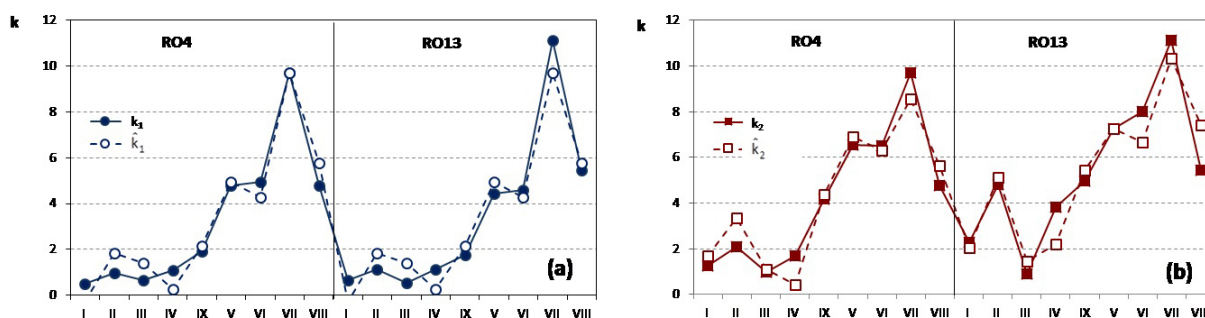 k
12
10
8
6
4
2
0
RO4
RO13
k₁
k̂₁
(a)
I II III IV IX V VI VII VIII I II III IV IX V VI VII VIII
k
12
10
8
6
4
2
0
RO4
RO13
k₂
k̂₂
(b)
I II III IV IX V VI VII VIII I II III IV IX V VI VII